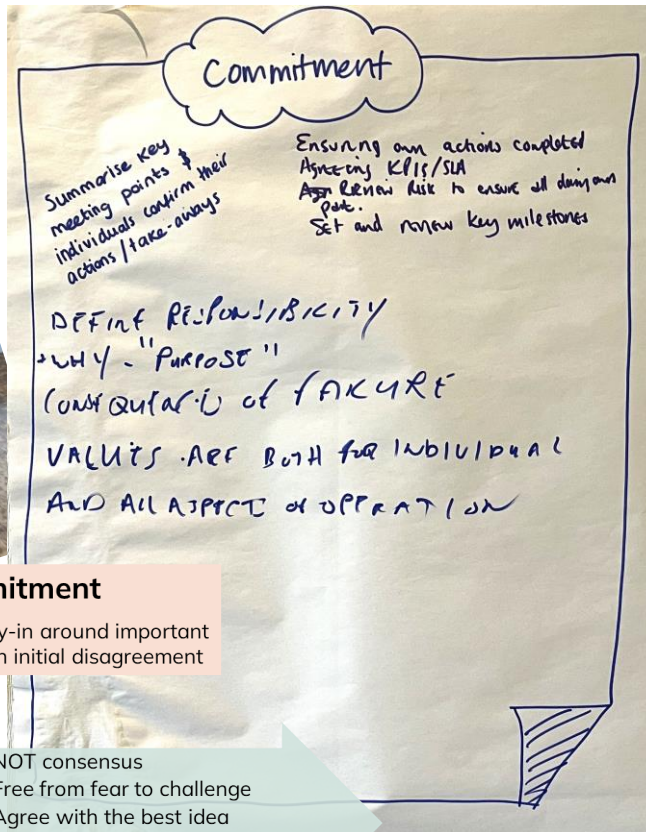 Commitment
Summarise Key
meeting points &
individuals confirm their
actions/take-aways
Ensuring own actions completed
Agreeing KPIs/SLA
Review Risk to ensure all doing own
part.
Set and review key milestones
DEFINE RESPONSIBILITY
WHY - "PURPOSE"
of FAILURE
VALUES ARE BOTH FOR INDIVIDUAL
AND ALL ASPECT OF OPERATION
nitment
y-in around important
n initial disagreement
NOT consensus
Free from fear to challenge
Agree with the best idea